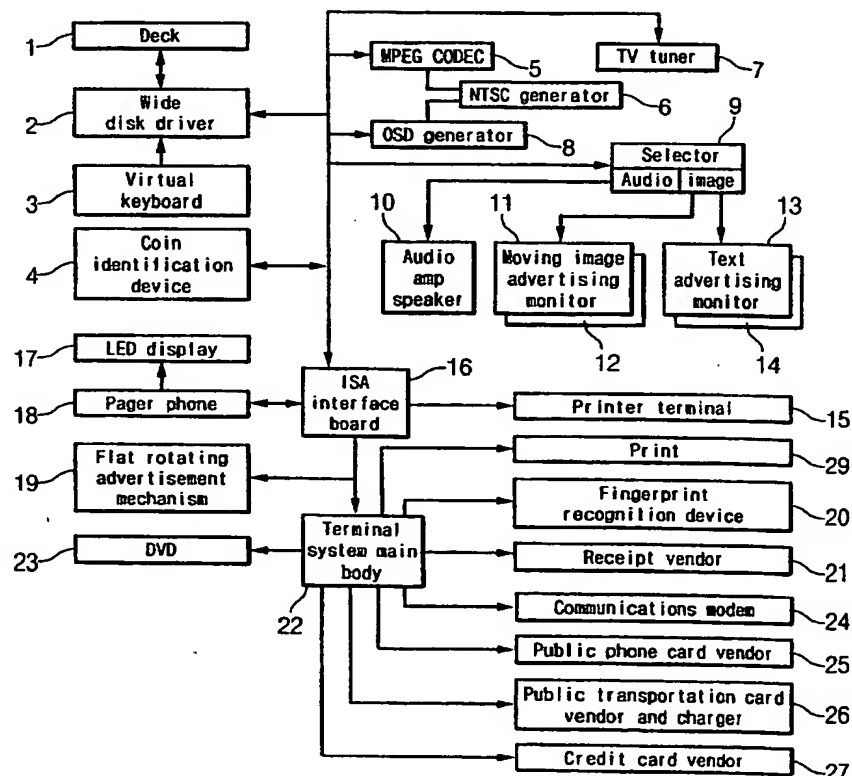 1
Deck
2
Wide
disk driver
3
Virtual
keyboard
4
Coin
identification
device
MPEG CODEC
5
NTSC generator
6
TV tuner
7
OSD generator
8
9
Selector
Audio image
10
Audio
amp
speaker
11
Moving image
advertising
monitor
12
13
Text
advertising
monitor
14
17
LED display
18
Pager phone
16
ISA
interface
board
Printer terminal
15
Print
29
19
Flat rotating
advertisement
mechanism
Fingerprint
recognition device
20
23
DVD
Terminal
system main
body
22
Receipt vendor
21
Communications modem
24
Public phone card vendor
25
Public transportation card
vendor and charger
26
Credit card vendor
27